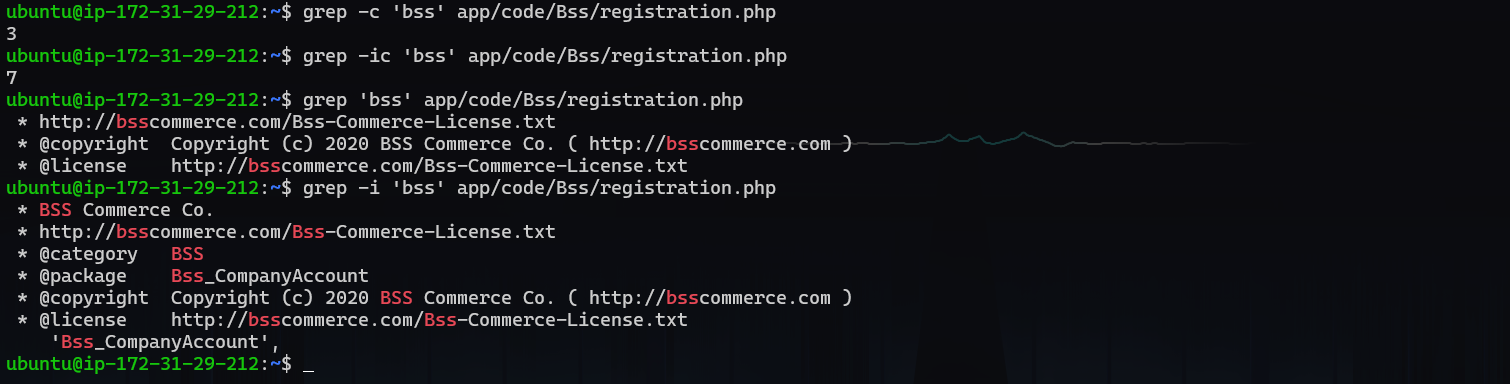 ubuntu@ip-172-31-29-212:~$ grep -c 'bss' app/code/Bss/registration.php
3
ubuntu@ip-172-31-29-212:~$ grep -ic 'bss' app/code/Bss/registration.php
7
ubuntu@ip-172-31-29-212:~$ grep 'bss' app/code/Bss/registration.php
 * http://bsscommerce.com/Bss-Commerce-License.txt
 * @copyright  Copyright (c) 2020 BSS Commerce Co. ( http://bsscommerce.com )
 * @license    http://bsscommerce.com/Bss-Commerce-License.txt
ubuntu@ip-172-31-29-212:~$ grep -i 'bss' app/code/Bss/registration.php
 * BSS Commerce Co.
 * http://bsscommerce.com/Bss-Commerce-License.txt
 * @category   BSS
 * @package    Bss_CompanyAccount
 * @copyright  Copyright (c) 2020 BSS Commerce Co. ( http://bsscommerce.com )
 * @license    http://bsscommerce.com/Bss-Commerce-License.txt
    'Bss_CompanyAccount',
ubuntu@ip-172-31-29-212:~$ _